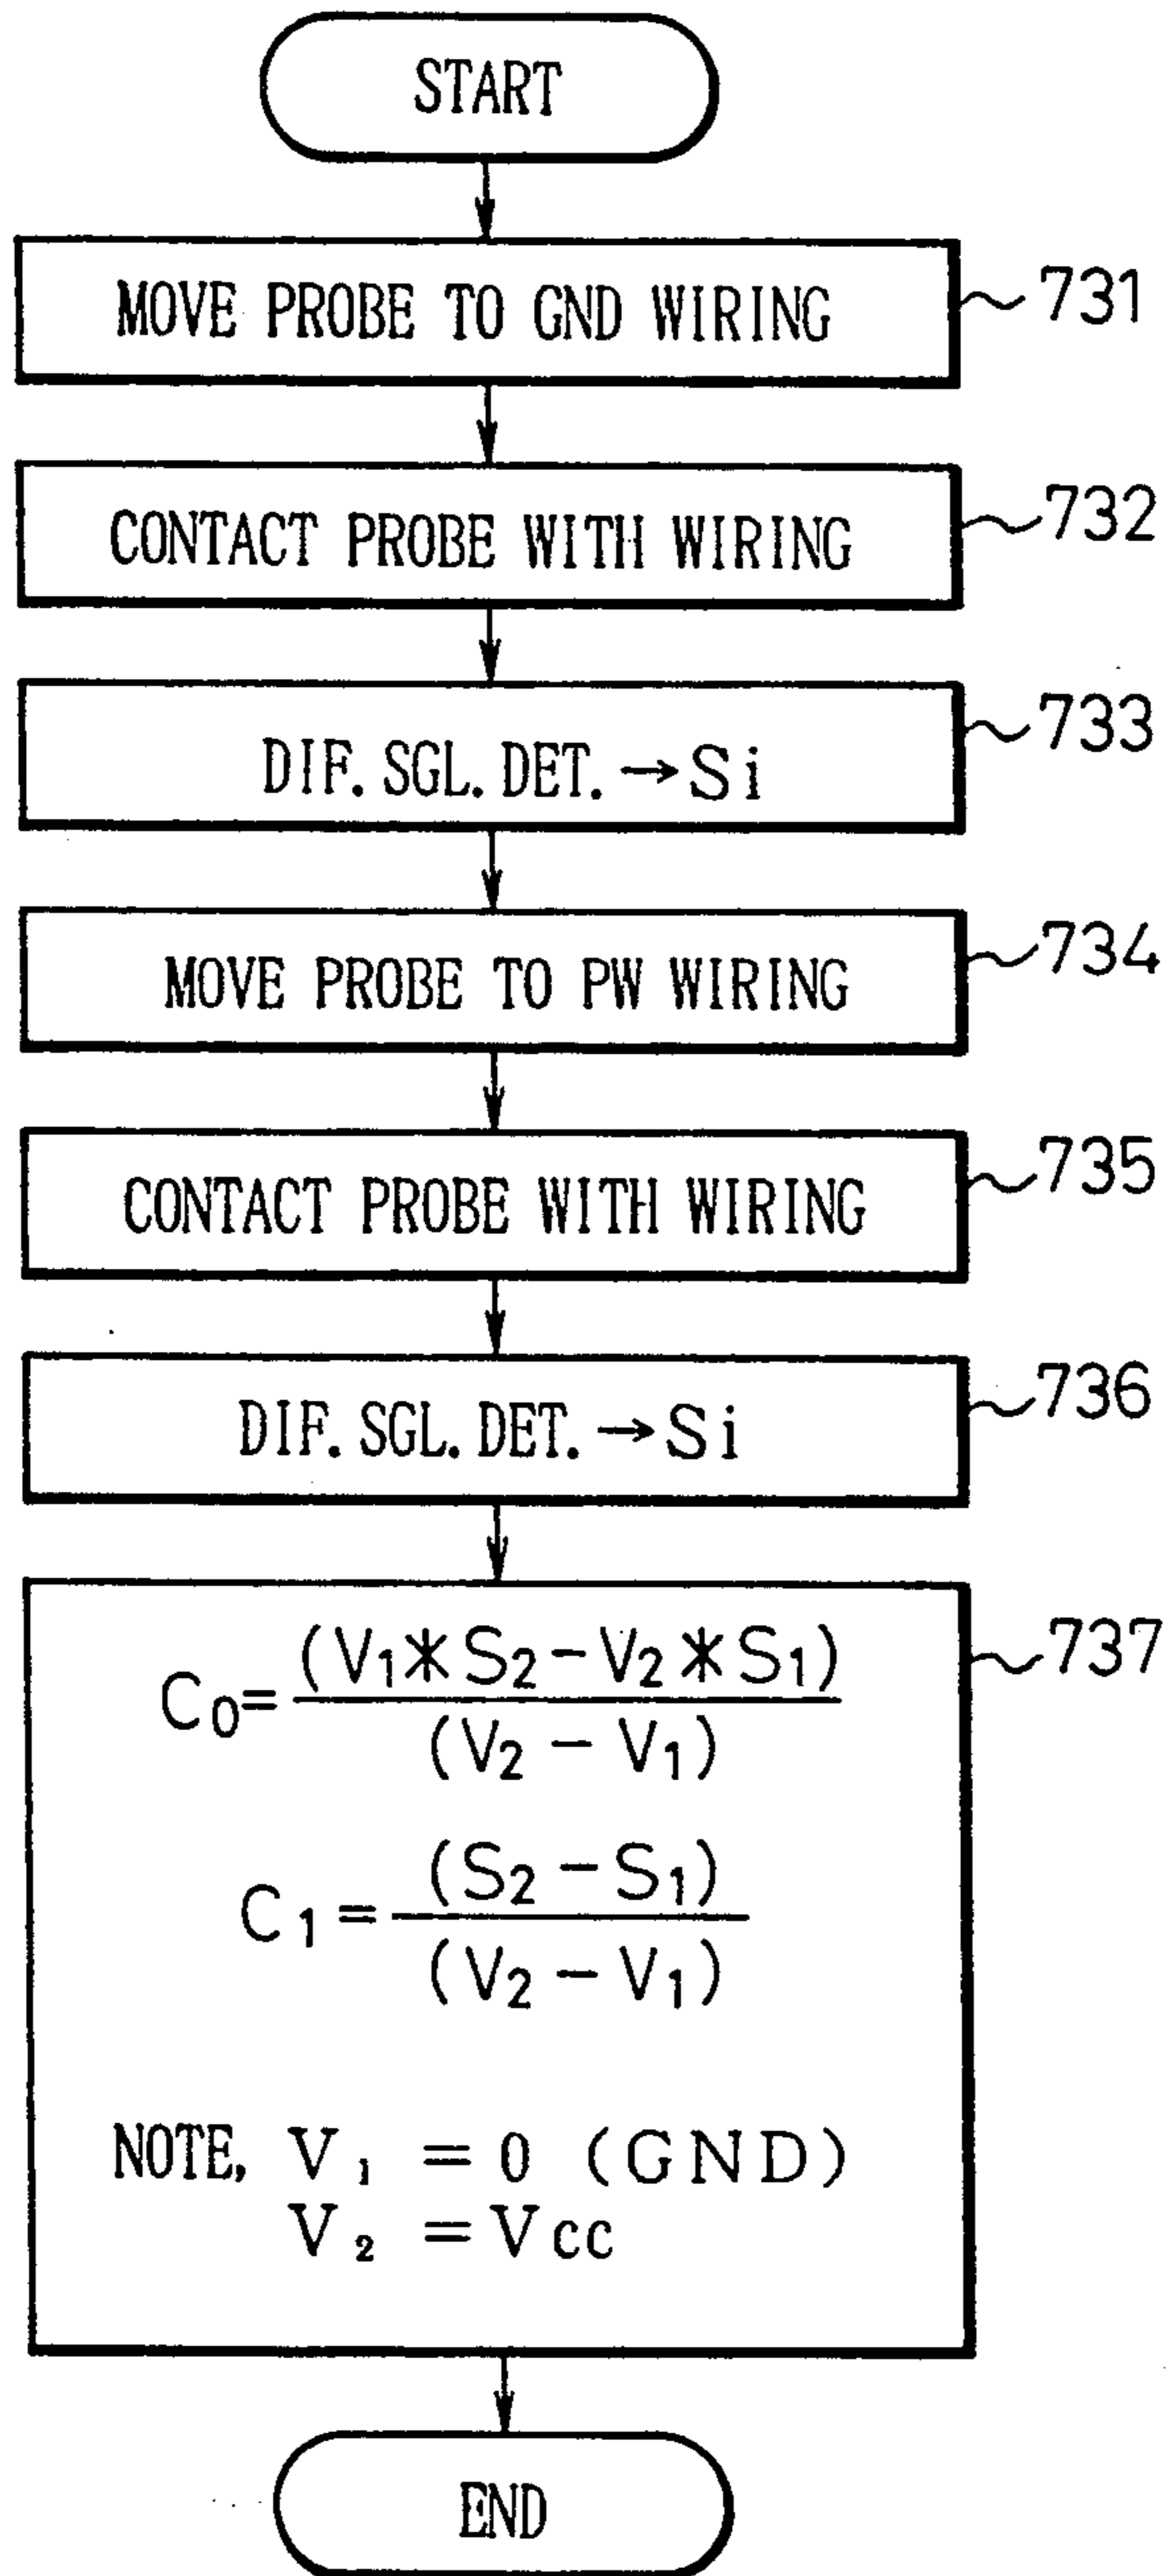 START
MOVE PROBE TO GND WIRING
731
CONTACT PROBE WITH WIRING
732
DIF. SGL. DET. → Si
733
MOVE PROBE TO PW WIRING
734
CONTACT PROBE WITH WIRING
735
DIF. SGL. DET. → Si
736
737
C₀ = (V₁*S₂-V₂*S₁) / (V₂-V₁)
C₁ = (S₂-S₁) / (V₂-V₁)
NOTE, V₁ = 0 (GND)
V₂ = Vcc
END